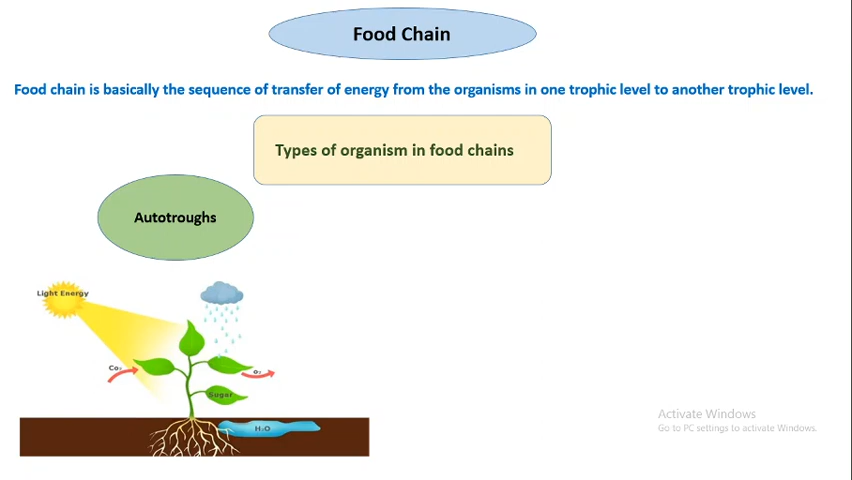 Food Chain
Food chain is basically the sequence of transfer of energy from the organisms in one trophic level to another trophic level.
Types of organism in food chains
Autotroughs
Light Energy
Co₂
o₂
Sugar
H₂O
Activate Windows
Go to PC settings to activate Windows.